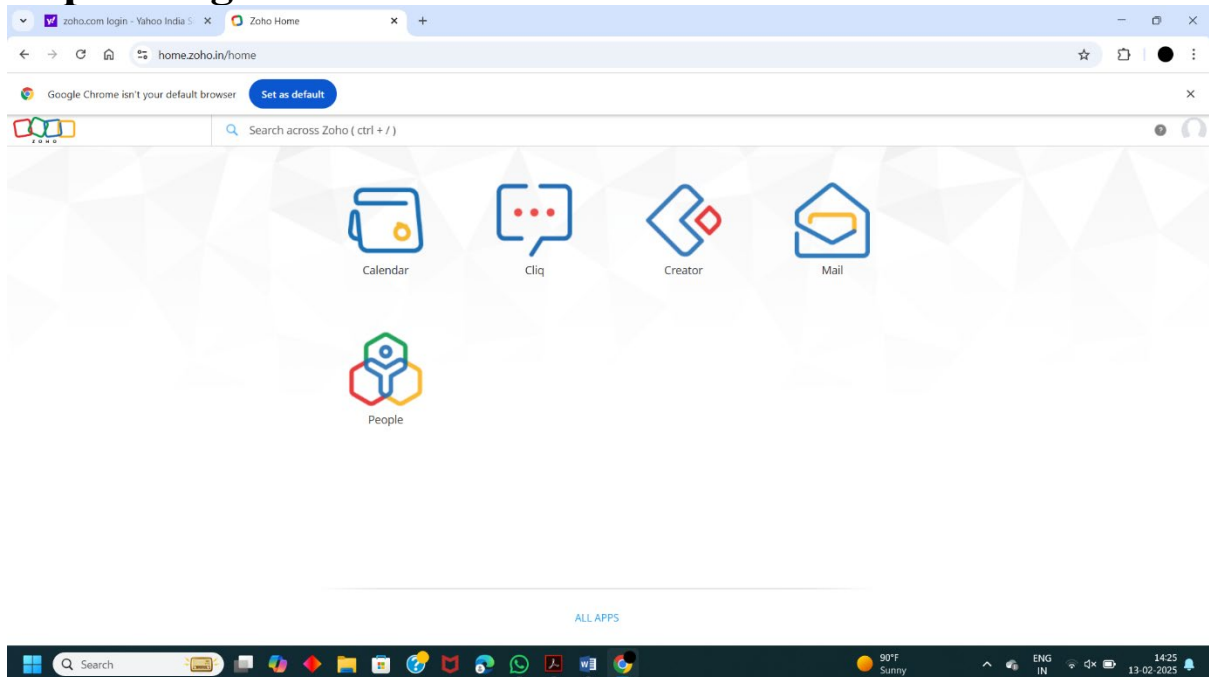 zoho.com login - Yahoo India S
Zoho Home
home.zoho.in/home
Google Chrome isn't your default browser
Set as default
ZOHO
Search across Zoho ( ctrl + / )
Calendar
Cliq
Creator
Mail
People
ALL APPS
Search
90°F
Sunny
ENG
IN
14:25
13-02-2025